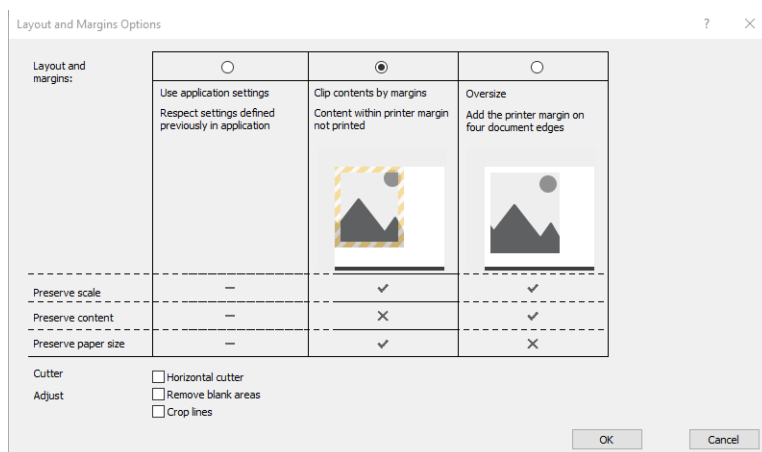 Layout and Margins Options
?
Layout and
margins:
Use application settings
Respect settings defined
previously in application
Clip contents by margins
Content within printer margin
not printed
Oversize
Add the printer margin on
four document edges
Preserve scale
Preserve content
Preserve paper size
Cutter
Horizontal cutter
Adjust
Remove blank areas
Crop lines
OK
Cancel